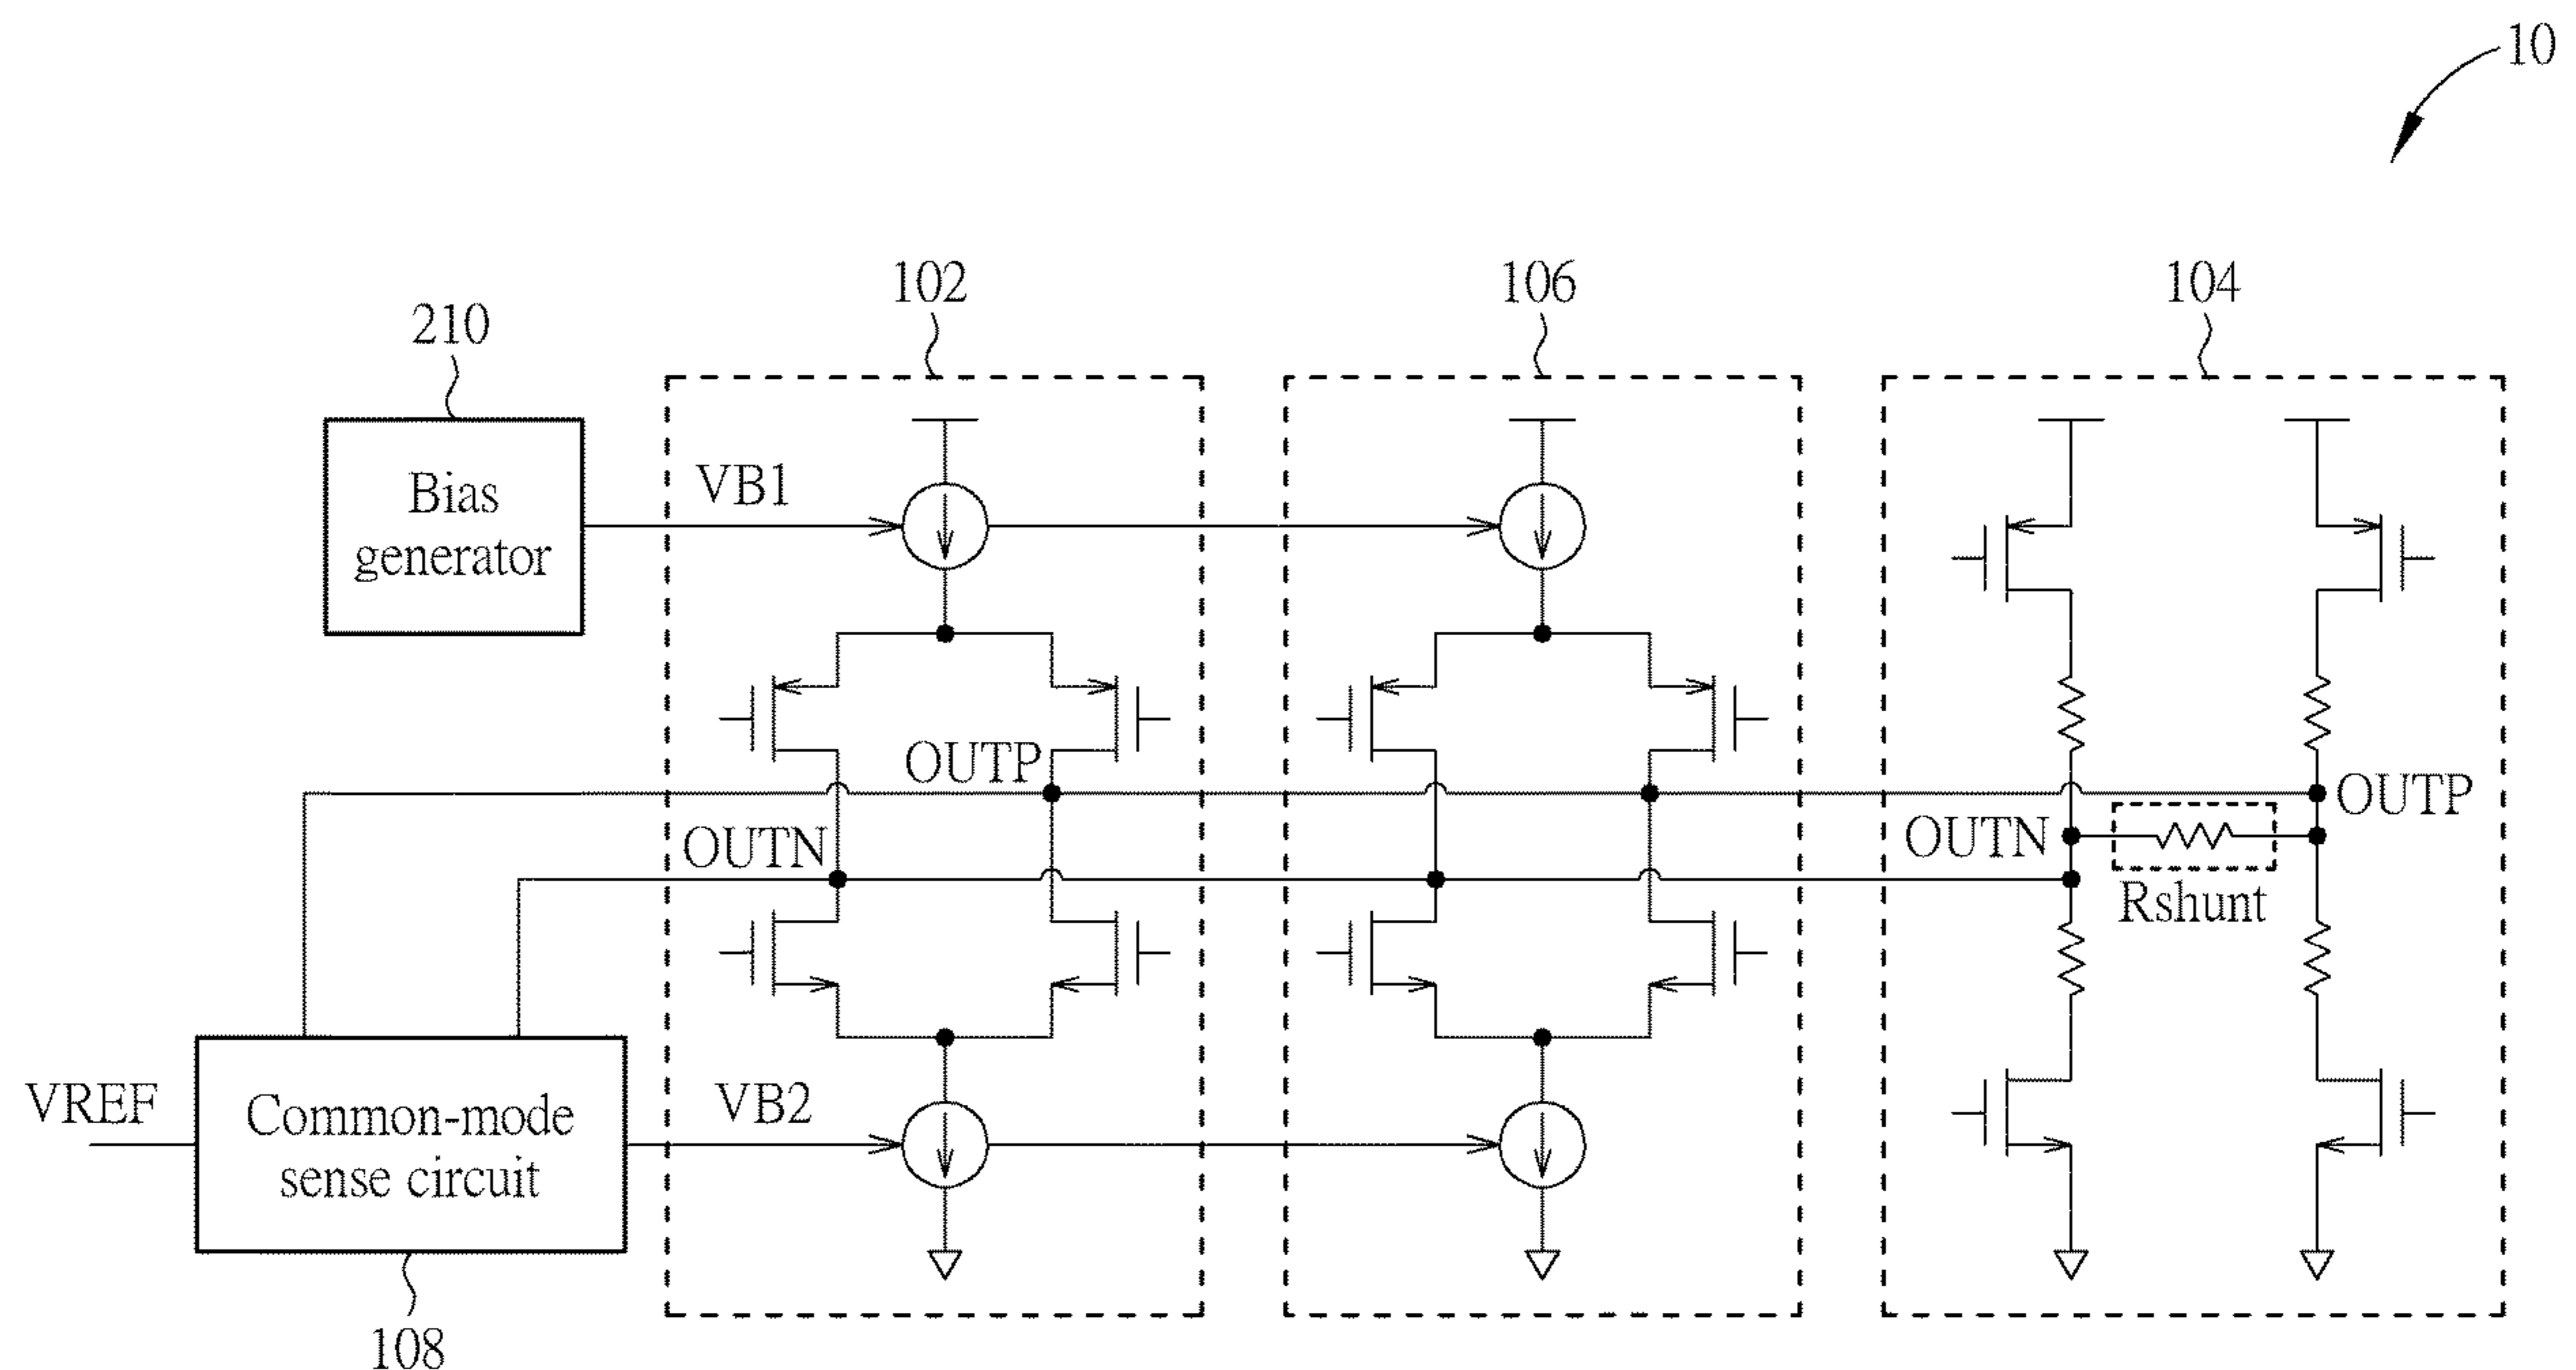 10
102
106
104
210
Bias
generator
VB1
OUTP
OUTP
OUTN
OUTN
Rshunt
VREF
Common-mode
sense circuit
VB2
108